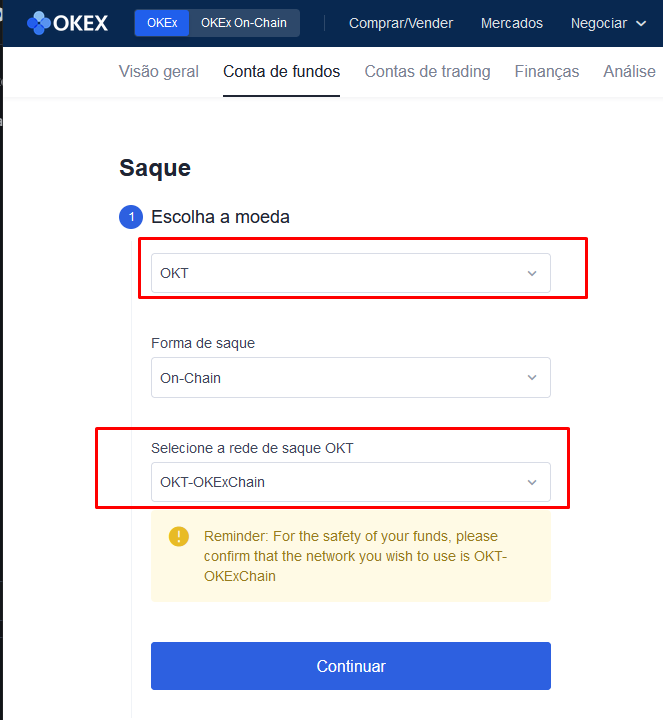 OKEX
OKEx
OKEx On-Chain
Comprar/Vender
Mercados
Negociar
Visão geral
Conta de fundos
Contas de trading
Finanças
Análise
Saque
1 Escolha a moeda
OKT
Forma de saque
On-Chain
Selecione a rede de saque OKT
OKT-OKExChain
Reminder: For the safety of your funds, please
confirm that the network you wish to use is OKT-
OKExChain
Continuar